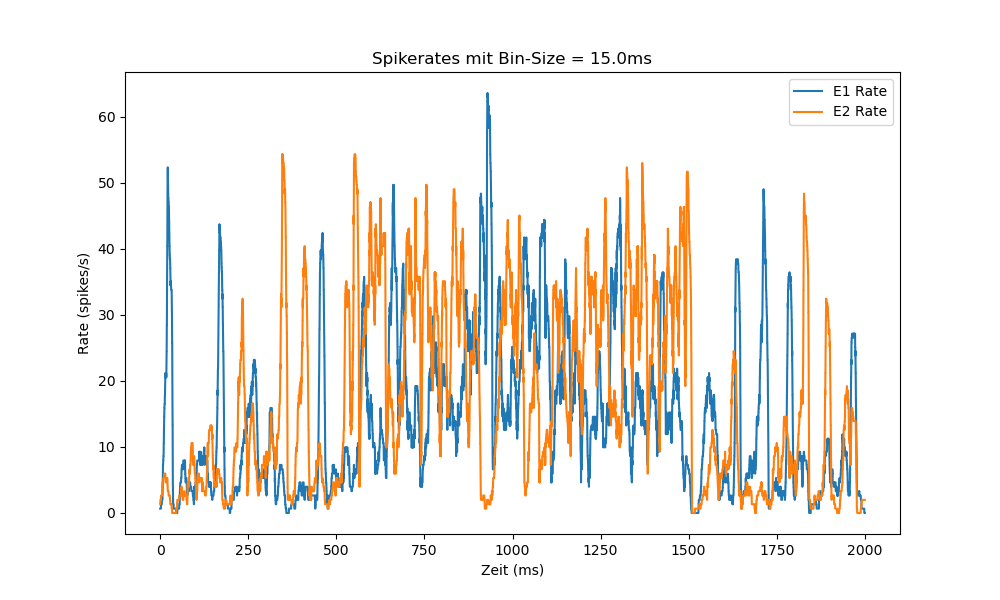 Spikerates mit Bin-Size = 15.0ms
E1 Rate
E2 Rate
Rate (spikes/s)
60
50
40
30
20
10
0
0 250 500 750 1000 1250 1500 1750 2000
Zeit (ms)